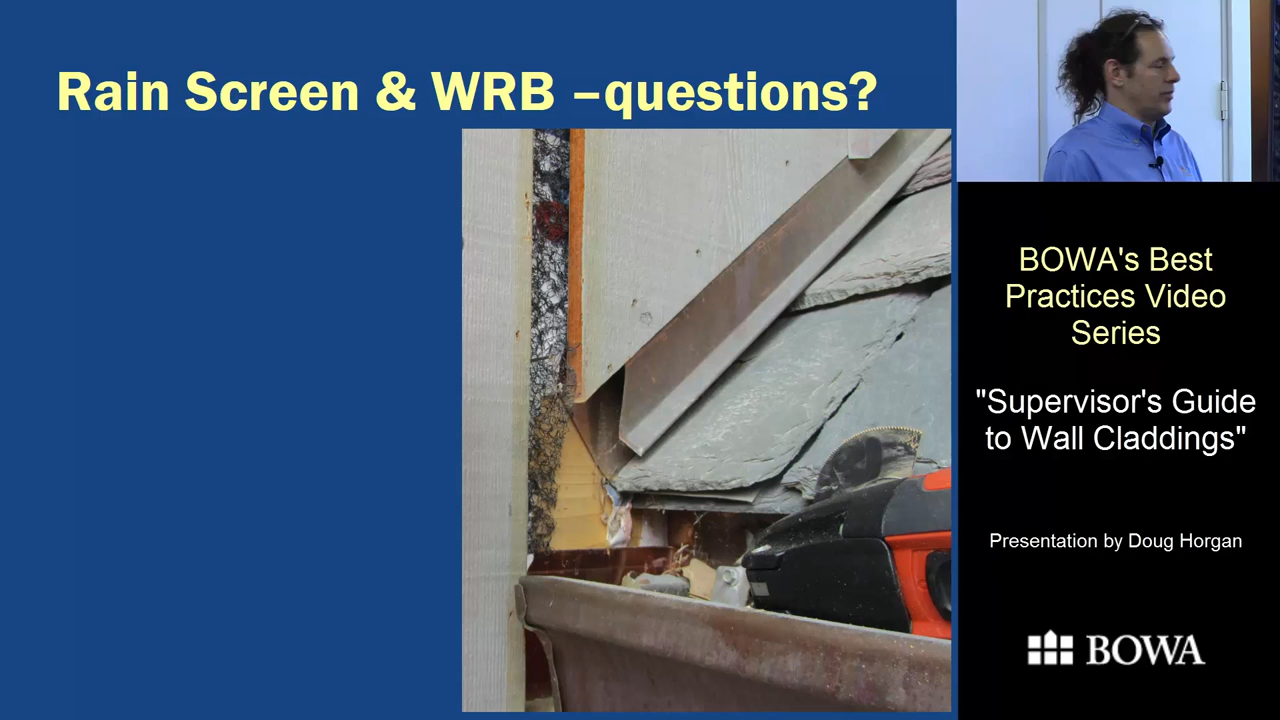 Rain Screen & WRB –questions?
BOWA's Best
Practices Video
Series
"Supervisor's Guide
to Wall Claddings"
Presentation by Doug Horgan
BOWA